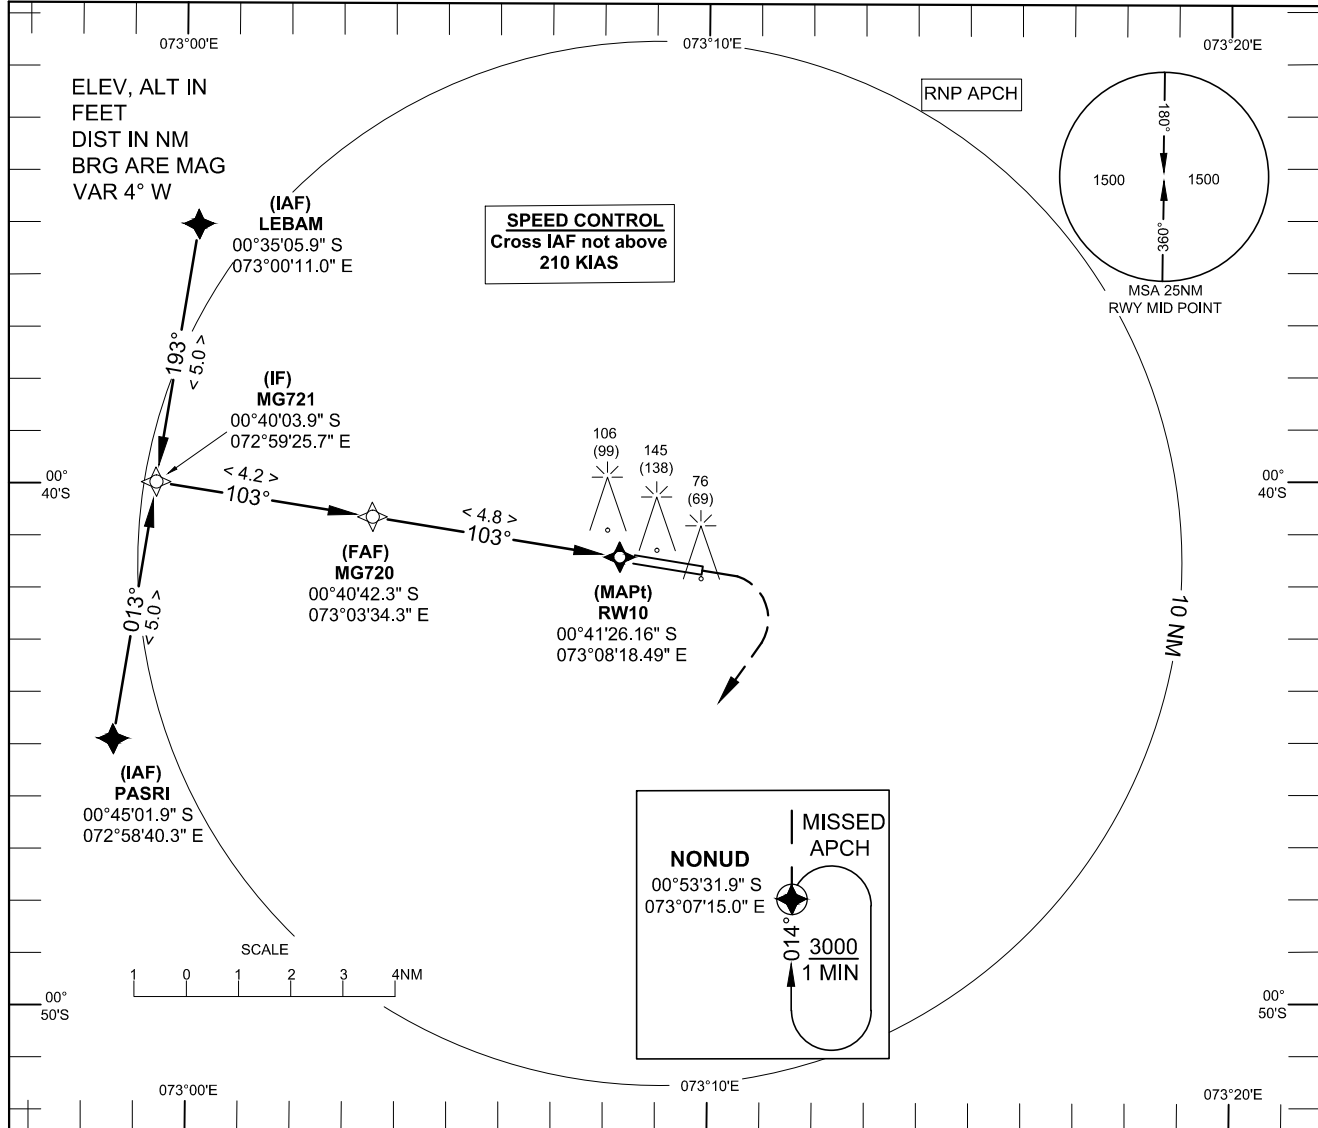 073°00'E
073°10'E
073°20'E
ELEV, ALT IN
FEET
DIST IN NM
BRG ARE MAG
VAR 4° W
RNP APCH
180°
1500
1500
360°
MSA 25NM
RWY MID POINT
(IAF)
LEBAM
00°35'05.9" S
073°00'11.0" E
SPEED CONTROL
Cross IAF not above
210 KIAS
193°
< 5.0 >
(IF)
MG721
00°40'03.9" S
072°59'25.7" E
00°
40'S
< 4.2 >
103°
< 4.8 >
103°
106
(99)
145
(138)
76
(69)
00°
40'S
(FAF)
MG720
00°40'42.3" S
073°03'34.3" E
(MAPt)
RW10
00°41'26.16" S
073°08'18.49" E
013°
< 5.0 >
10 NM
(IAF)
PASRI
00°45'01.9" S
072°58'40.3" E
MISSED
APCH
NONUD
00°53'31.9" S
073°07'15.0" E
014°
3000
1 MIN
SCALE
1 0 1 2 3 4NM
00°
50'S
00°
50'S
073°00'E
073°10'E
073°20'E